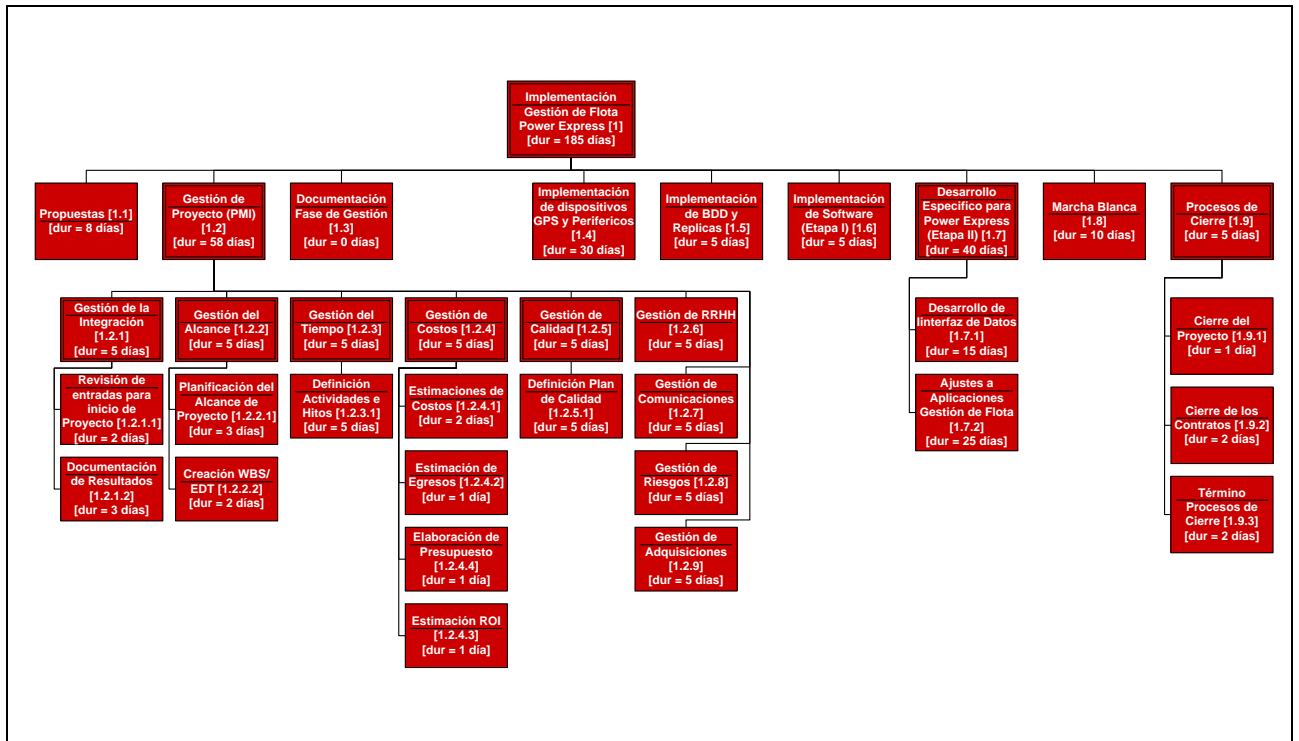 Implementación
Gestión de Flota
Power Express [1]
[dur = 185 días]
Propuestas [1.1]
[dur = 8 días]
Gestión de
Proyecto (PMI)
[1.2]
[dur = 58 días]
Documentación
Fase de Gestión
[1.3]
[dur = 0 días]
Implementación
de dispositivos
GPS y Perifericos
[1.4]
[dur = 30 días]
Implementación
de BDD y
Replicas [1.5]
[dur = 5 días]
Implementación
de Software
(Etapa I) [1.6]
[dur = 5 días]
Desarrollo
Especifico para
Power Express
(Etapa II) [1.7]
[dur = 40 días]
Marcha Blanca
[1.8]
[dur = 10 días]
Procesos de
Cierre [1.9]
[dur = 5 días]
Gestión de la
Integración
[1.2.1]
[dur = 5 días]
Gestión del
Alcance [1.2.2]
[dur = 5 días]
Gestión del
Tiempo [1.2.3]
[dur = 5 días]
Gestión de
Costos [1.2.4]
[dur = 5 días]
Gestión de
Calidad [1.2.5]
[dur = 5 días]
Gestión de RRHH
[1.2.6]
[dur = 5 días]
Desarrollo de
Iinterfaz de Datos
[1.7.1]
[dur = 15 días]
Cierre del
Proyecto [1.9.1]
[dur = 1 día]
Revisión de
entradas para
inicio de
Proyecto [1.2.1.1]
[dur = 2 días]
Planificación del
Alcance de
Proyecto [1.2.2.1]
[dur = 3 días]
Definición
Actividades e
Hitos [1.2.3.1]
[dur = 5 días]
Estimaciones de
Costos [1.2.4.1]
[dur = 2 días]
Definición Plan
de Calidad
[1.2.5.1]
[dur = 5 días]
Gestión de
Comunicaciones
[1.2.7]
[dur = 5 días]
Ajustes a
Aplicaciones
Gestión de Flota
[1.7.2]
[dur = 25 días]
Cierre de los
Contratos [1.9.2]
[dur = 2 días]
Documentación
de Resultados
[1.2.1.2]
[dur = 3 días]
Creación WBS/
EDT [1.2.2.2]
[dur = 2 días]
Estimación de
Egresos [1.2.4.2]
[dur = 1 día]
Gestión de
Riesgos [1.2.8]
[dur = 5 días]
Término
Procesos de
Cierre [1.9.3]
[dur = 2 días]
Elaboración de
Presupuesto
[1.2.4.4]
[dur = 1 día]
Gestión de
Adquisiciones
[1.2.9]
[dur = 5 días]
Estimación ROI
[1.2.4.3]
[dur = 1 día]